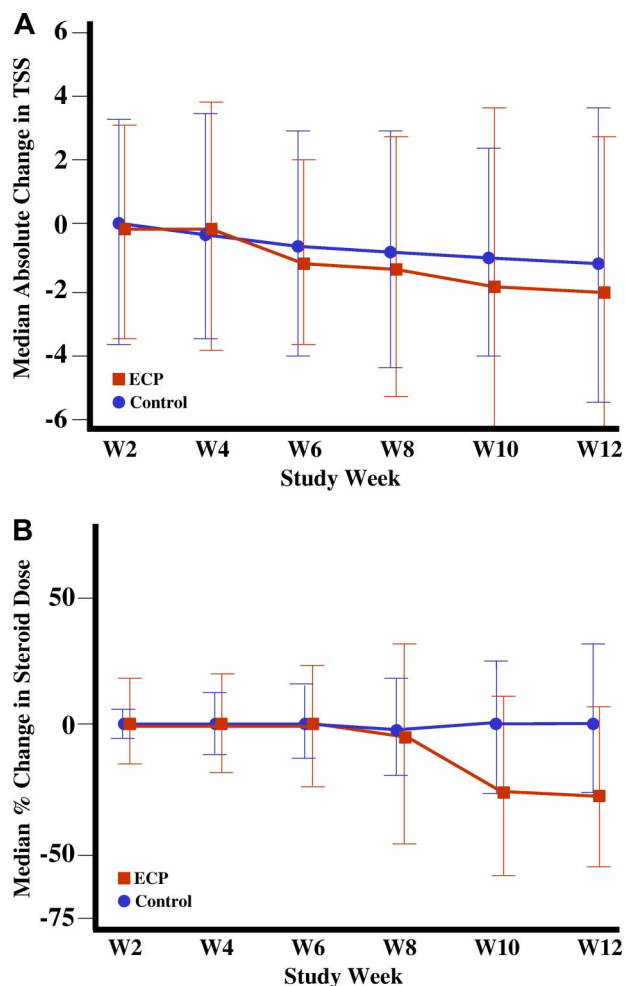 A
Median Absolute Change in TSS
6
4
2
0
-2
-4
-6
ECP
Control
W2 W4 W6 W8 W10 W12
Study Week
B
Median % Change in Steroid Dose
50
0
-50
-75
ECP
Control
W2 W4 W6 W8 W10 W12
Study Week